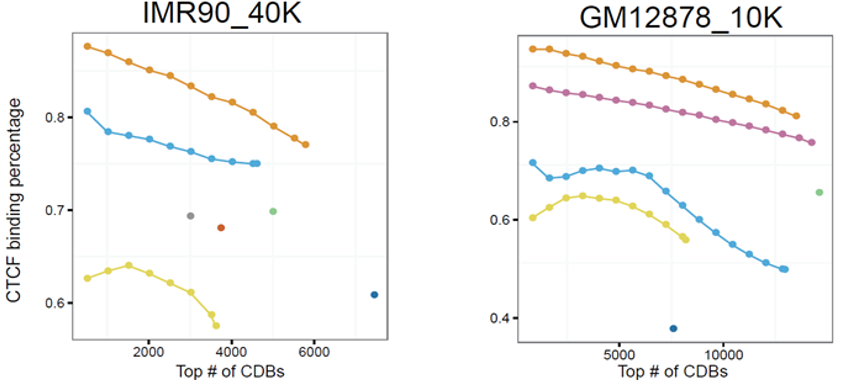 IMR90_40K
GM12878_10K
CTCF binding percentage
0.8
0.7
0.6
2000 4000 6000
Top # of CDBs
0.8
0.6
0.4
5000 10000
Top # of CDBs